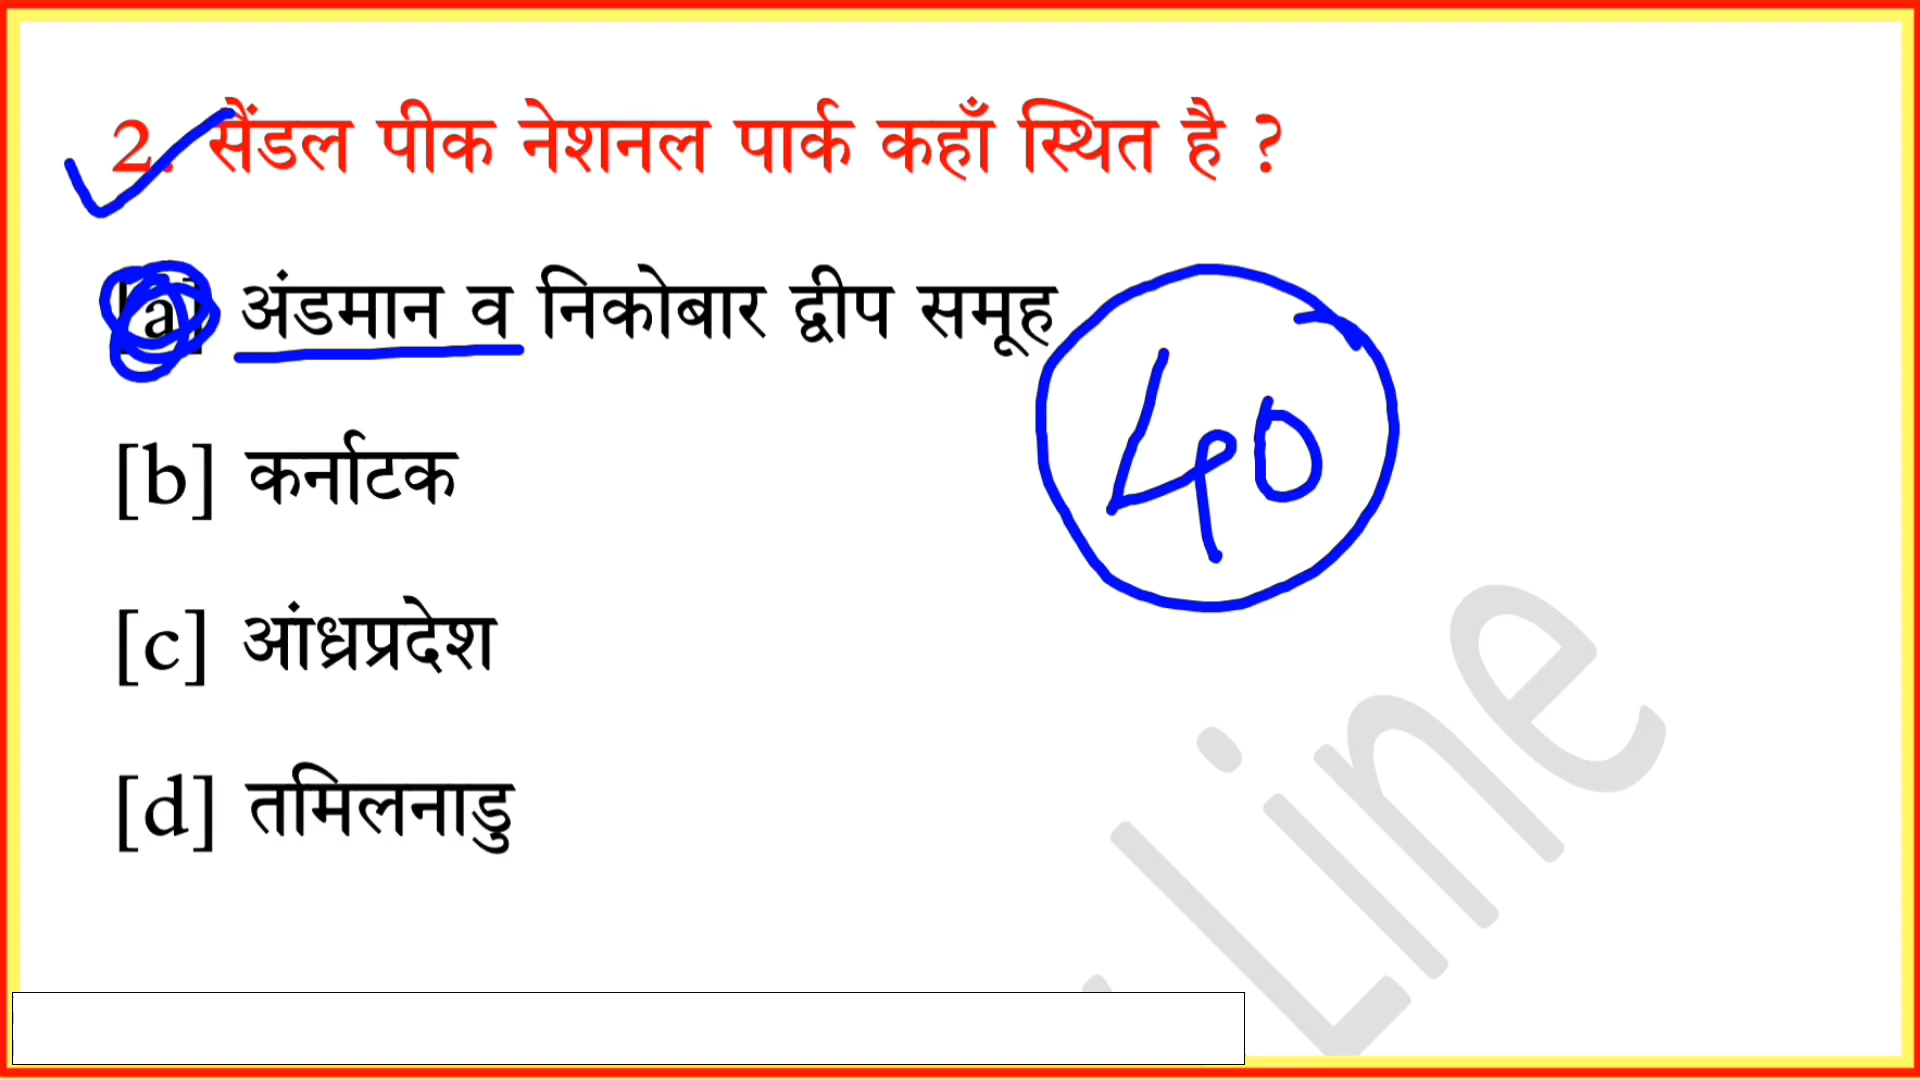 2. सैंडल पीक नेशनल पार्क कहाँ स्थित है ?
[a] अंडमान व निकोबार द्वीप समूह
40
[b] कर्नाटक
[c] आंध्रप्रदेश
[d] तमिलनाडु
Line